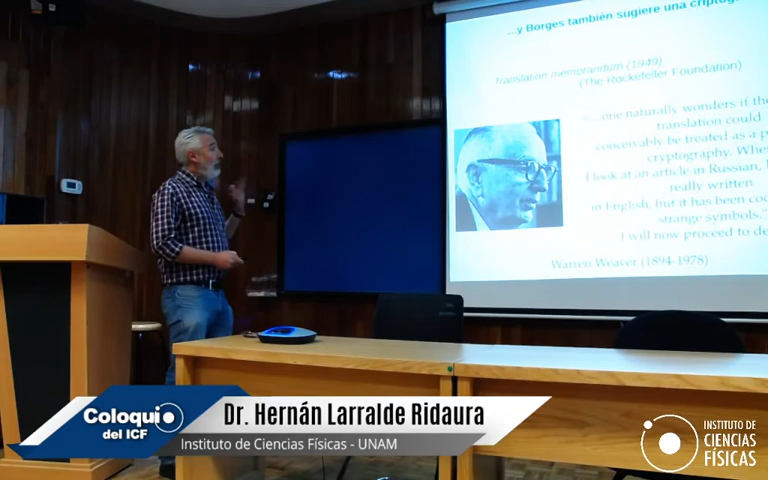 ...y Borges también sugiere una criptog
Translation memorandum (1949)
(The Rockefeller Foundation)
"...one naturally wonders if the
translation could
conceivably be treated as a p
cryptography. Whe
I look at an article in Russian, I
really written
in English, but it has been co
strange symbols."
I will now proceed to de
Warren Weaver (1894-1978)
Coloquio
del ICF
Dr. Hernán Larralde Ridaura
Instituto de Ciencias Físicas - UNAM
INSTITUTO DE
CIENCIAS
FÍSICAS